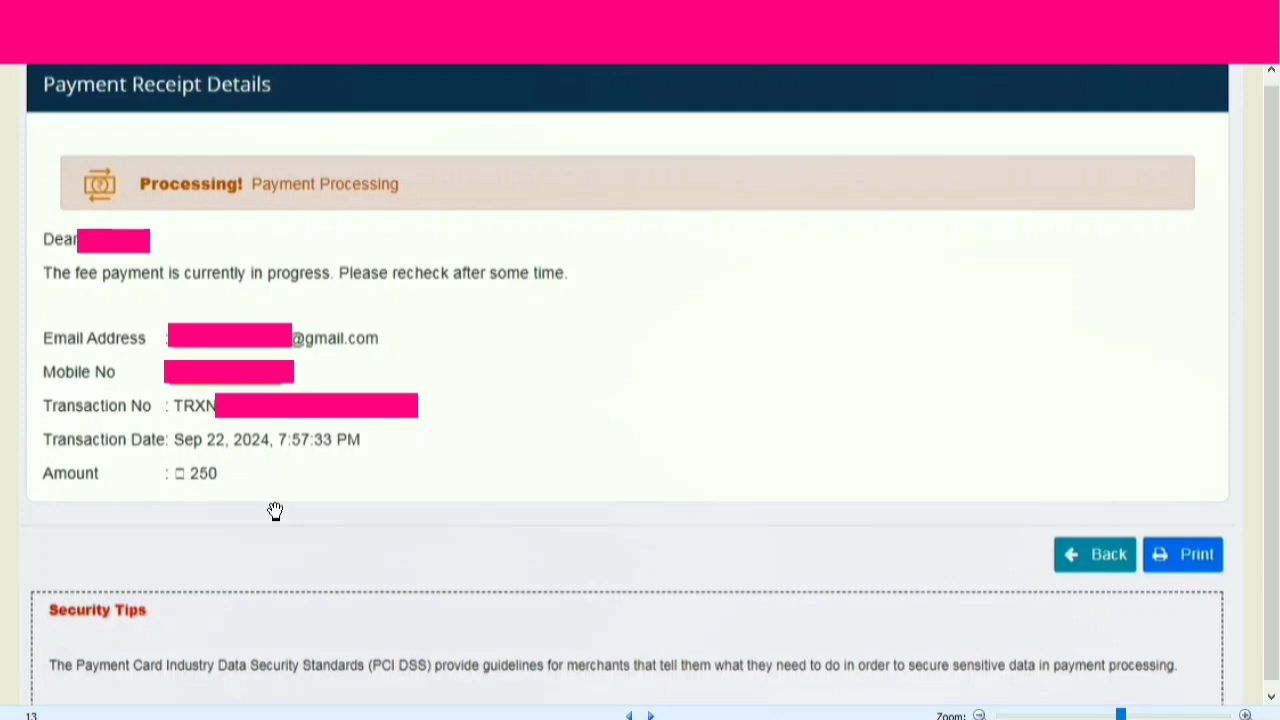 Payment Receipt Details
Processing! Payment Processing
Dear
The fee payment is currently in progress. Please recheck after some time.
Email Address : @gmail.com
Mobile No
Transaction No : TRXN
Transaction Date: Sep 22, 2024, 7:57:33 PM
Amount : □ 250
Back Print
Security Tips
The Payment Card Industry Data Security Standards (PCI DSS) provide guidelines for merchants that tell them what they need to do in order to secure sensitive data in payment processing.
13 Zoom: